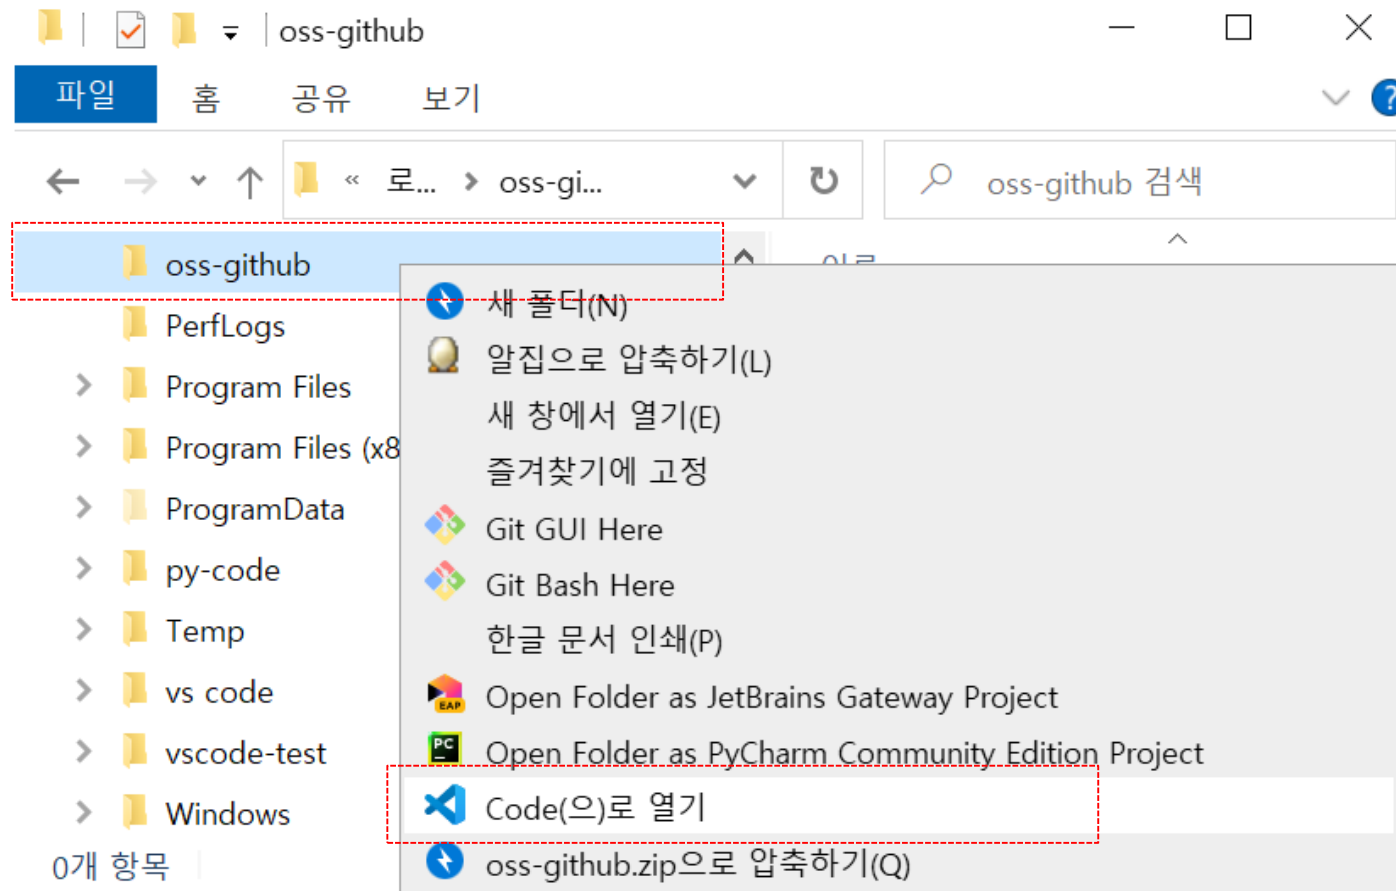 oss-github
파일 홈 공유 보기
« 로... > oss-gi...
oss-github 검색
oss-github
PerfLogs
Program Files
Program Files (x8
ProgramData
py-code
Temp
vs code
vscode-test
Windows
0개 항목
새 폴더(N)
알집으로 압축하기(L)
새 창에서 열기(E)
즐겨찾기에 고정
Git GUI Here
Git Bash Here
한글 문서 인쇄(P)
EAP
Open Folder as JetBrains Gateway Project
PC
Open Folder as PyCharm Community Edition Project
Code(으)로 열기
oss-github.zip으로 압축하기(Q)